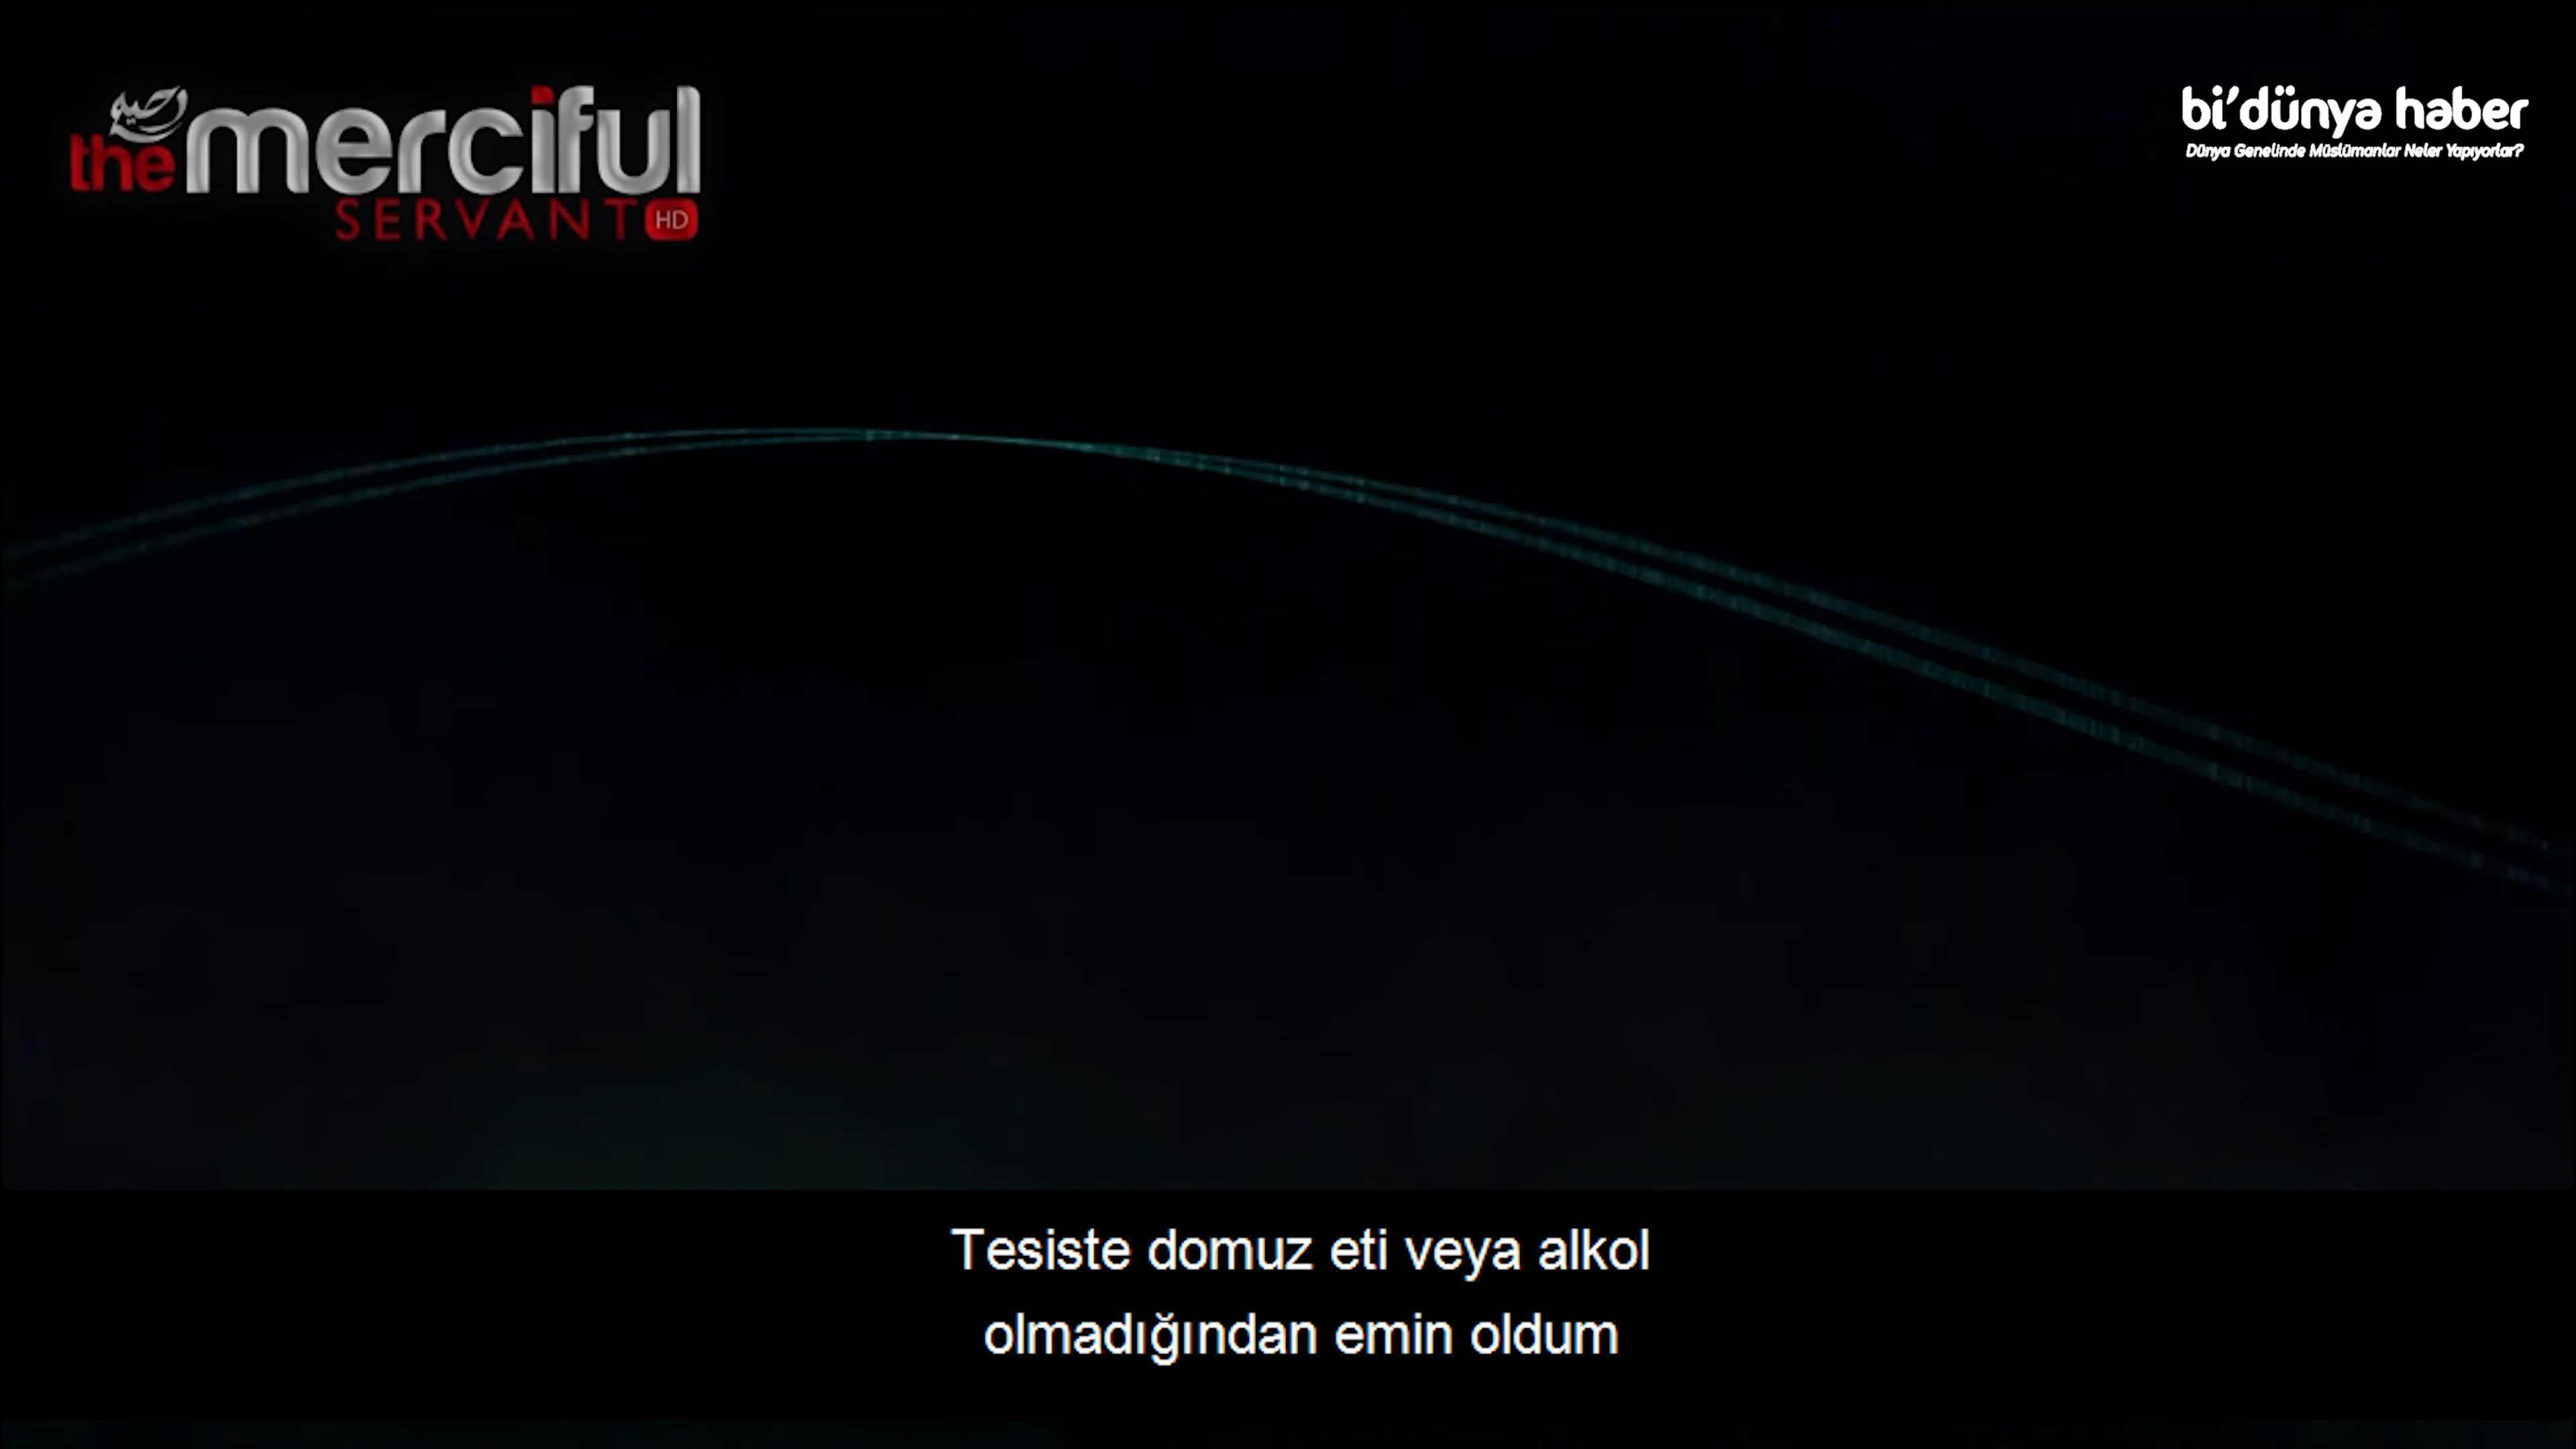 the merciful
SERVANT HD
bi'dünya haber
Dünya Genelinde Müslümanlar Neler Yapıyorlar?
Tesiste domuz eti veya alkol
olmadığından emin oldum